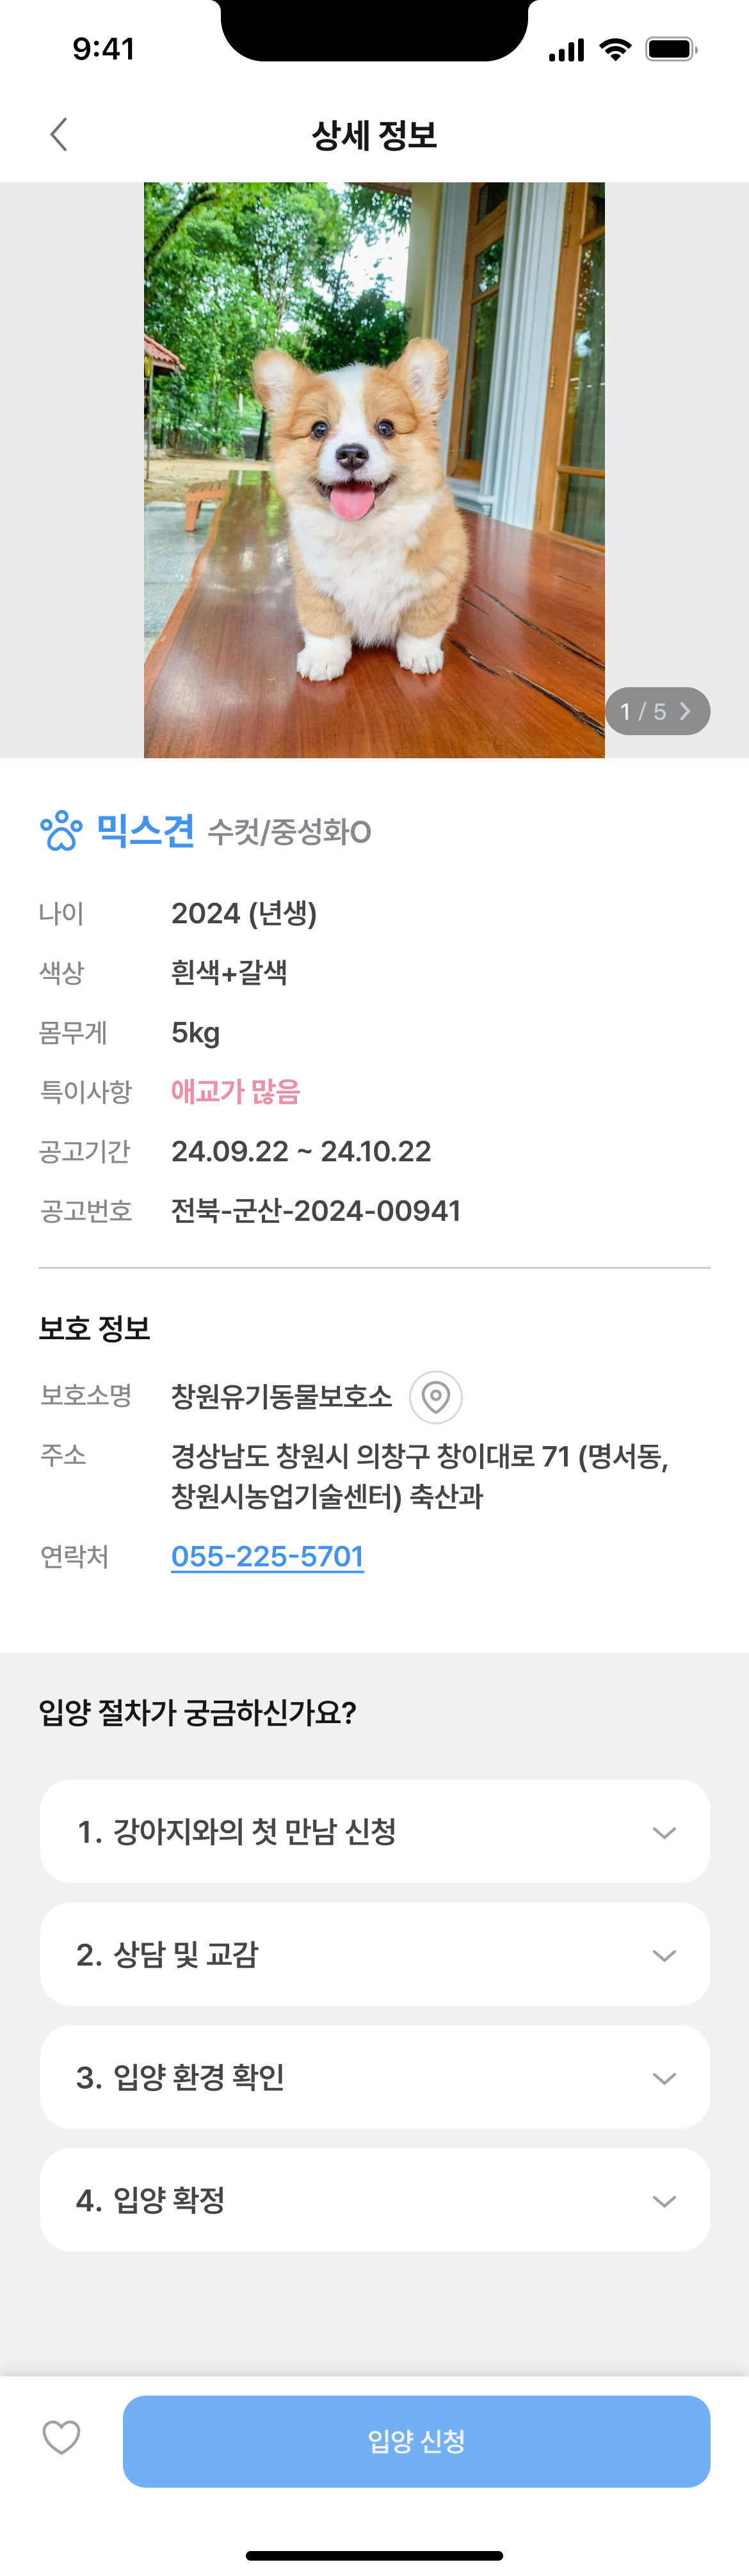 9:41
상세 정보
1 / 5
믹스견 수컷/중성화O
나이 2024 (년생)
색상 흰색+갈색
몸무게 5kg
특이사항 애교가 많음
공고기간 24.09.22 ~ 24.10.22
공고번호 전북-군산-2024-00941
보호 정보
보호소명 창원유기동물보호소
주소 경상남도 창원시 의창구 창이대로 71 (명서동,
창원시농업기술센터) 축산과
연락처 055-225-5701
입양 절차가 궁금하신가요?
1. 강아지와의 첫 만남 신청
2. 상담 및 교감
3. 입양 환경 확인
4. 입양 확정
입양 신청